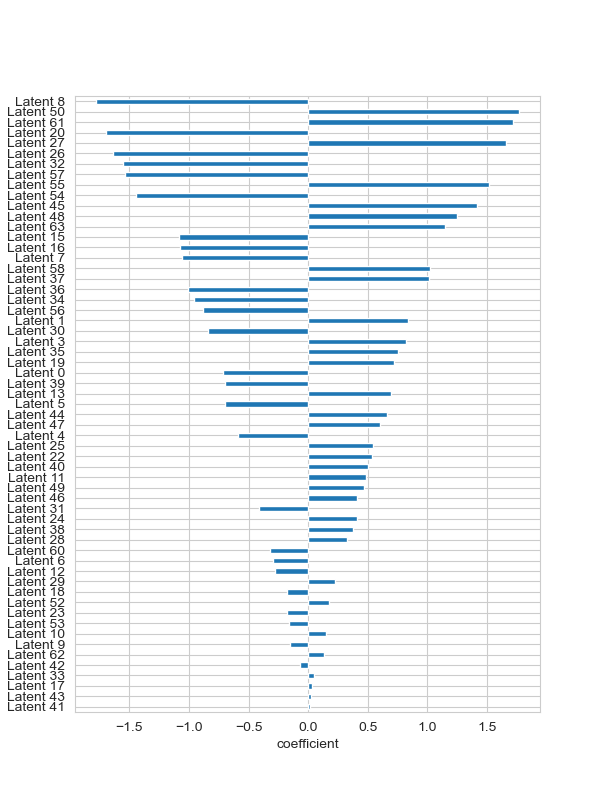 Latent 8
Latent 50
Latent 61
Latent 20
Latent 27
Latent 26
Latent 32
Latent 57
Latent 55
Latent 54
Latent 45
Latent 48
Latent 63
Latent 15
Latent 16
Latent 7
Latent 58
Latent 37
Latent 36
Latent 34
Latent 56
Latent 1
Latent 30
Latent 3
Latent 35
Latent 19
Latent 0
Latent 39
Latent 13
Latent 5
Latent 44
Latent 47
Latent 4
Latent 25
Latent 22
Latent 40
Latent 11
Latent 49
Latent 46
Latent 31
Latent 24
Latent 38
Latent 28
Latent 60
Latent 6
Latent 12
Latent 29
Latent 18
Latent 52
Latent 23
Latent 53
Latent 10
Latent 9
Latent 62
Latent 42
Latent 33
Latent 17
Latent 43
Latent 41
−1.5 −1.0 −0.5 0.0 0.5 1.0 1.5
coefficient